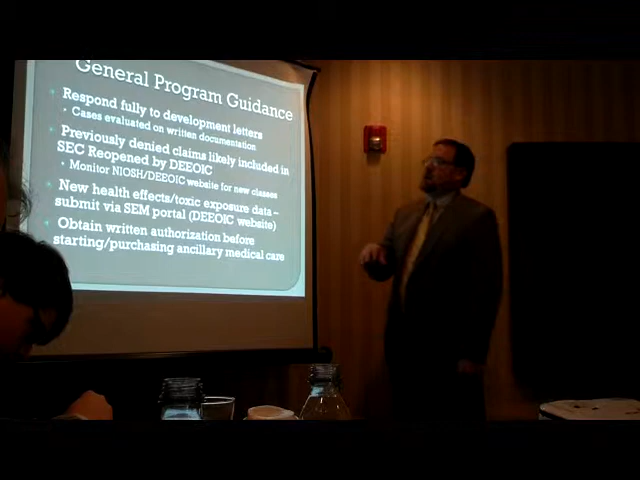 General Program Guidance
Respond fully to development letters
Cases evaluated on written documentation
Previously denied claims likely included in
SEC Reopened by DEEOIC
Monitor NIOSH/DEEOIC website for new classes
New health effects/toxic exposure data –
submit via SEM portal (DEEOIC website)
Obtain written authorization before
starting/purchasing ancillary medical care